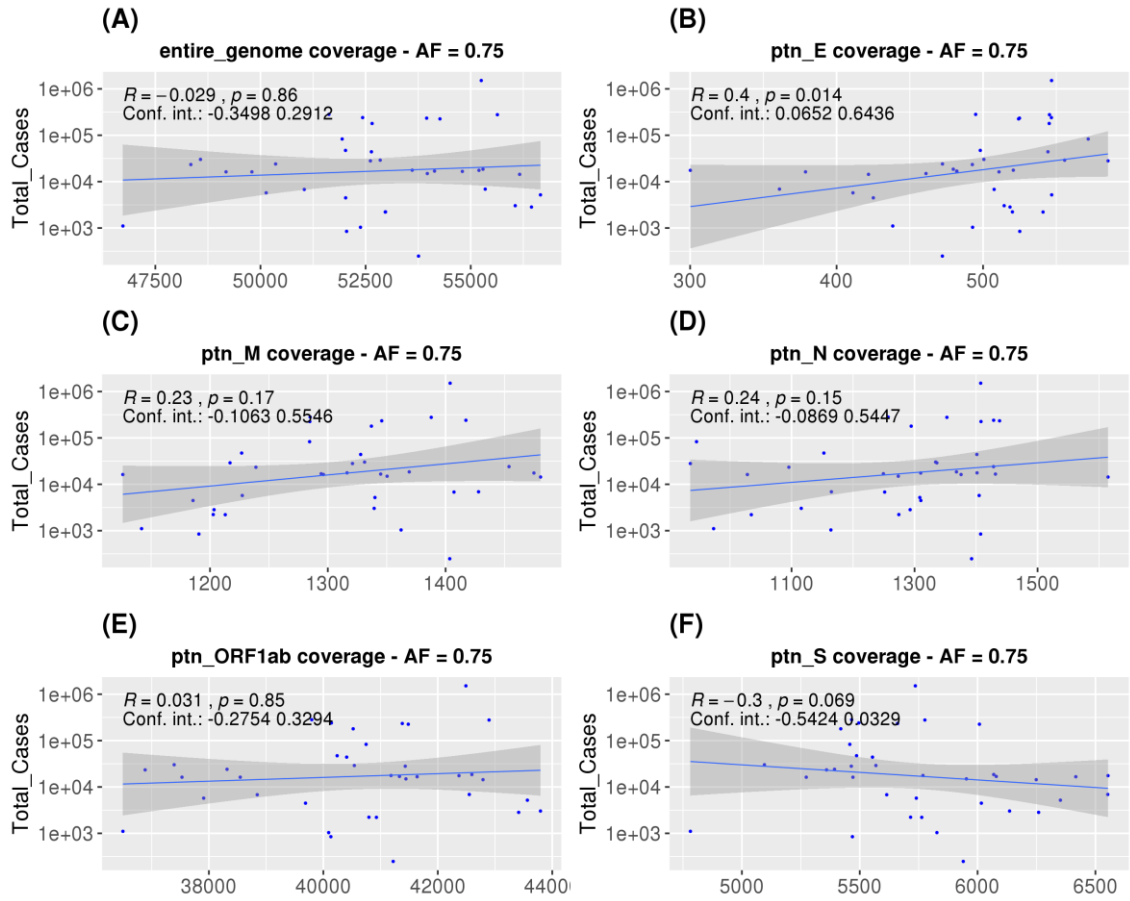 (A)
entire_genome coverage - AF = 0.75
R = −0.029 , p = 0.86
Conf. int.: -0.3498 0.2912
1e+06
1e+05
1e+04
1e+03
Total_Cases
47500 50000 52500 55000
(B)
ptn_E coverage - AF = 0.75
R = 0.4 , p = 0.014
Conf. int.: 0.0652 0.6436
1e+06
1e+05
1e+04
1e+03
Total_Cases
300 400 500
(C)
ptn_M coverage - AF = 0.75
R = 0.23 , p = 0.17
Conf. int.: -0.1063 0.5546
1e+06
1e+05
1e+04
1e+03
Total_Cases
1200 1300 1400
(D)
ptn_N coverage - AF = 0.75
R = 0.24 , p = 0.15
Conf. int.: -0.0869 0.5447
1e+06
1e+05
1e+04
1e+03
Total_Cases
1100 1300 1500
(E)
ptn_ORF1ab coverage - AF = 0.75
R = 0.031 , p = 0.85
Conf. int.: -0.2754 0.3294
1e+06
1e+05
1e+04
1e+03
Total_Cases
38000 40000 42000 44000
(F)
ptn_S coverage - AF = 0.75
R = −0.3 , p = 0.069
Conf. int.: -0.5424 0.0329
1e+06
1e+05
1e+04
1e+03
Total_Cases
5000 5500 6000 6500